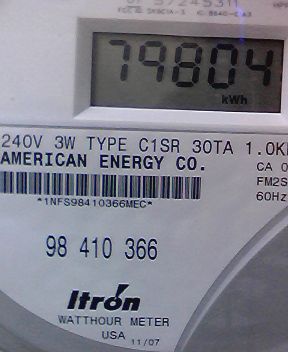 79804
kWh
240V 3W TYPE C1SR 30TA 1.0K
AMERICAN ENERGY CO.
CA 0
FM2S
60Hz
*1NFS98410366MEC*
98 410 366
Itron
WATTHOUR METER
USA 11/07